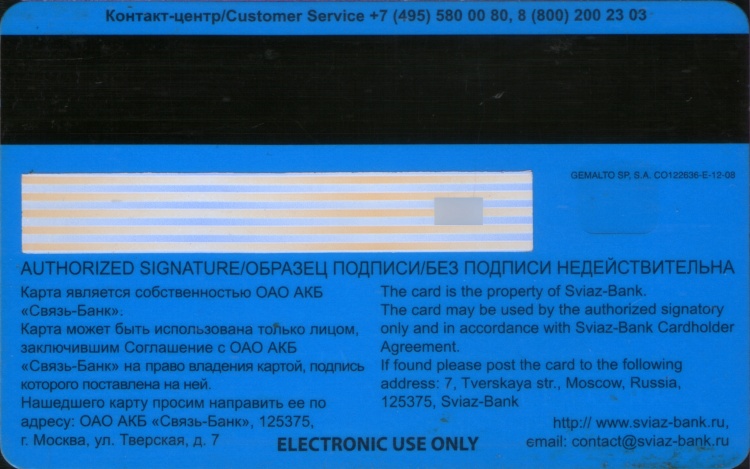 Контакт-центр/Customer Service +7 (495) 580 00 80, 8 (800) 200 23 03
GEMALTO SP, S.A. CO122636-E-12-08
AUTHORIZED SIGNATURE/ОБРАЗЕЦ ПОДПИСИ/БЕЗ ПОДПИСИ НЕДЕЙСТВИТЕЛЬНА
Карта является собственностью ОАО АКБ
«Связь-Банк».
Карта может быть использована только лицом,
заключившим Соглашение с ОАО АКБ
«Связь-Банк» на право владения картой, подпись
которого поставлена на ней.
Нашедшего карту просим направить ее по
адресу: ОАО АКБ «Связь-Банк», 125375,
г. Москва, ул. Тверская, д. 7
The card is the property of Sviaz-Bank.
The card may be used by the authorized signatory
only and in accordance with Sviaz-Bank Cardholder
Agreement.
If found please post the card to the following
address: 7, Tverskaya str., Moscow, Russia,
125375, Sviaz-Bank
http:// www.sviaz-bank.ru,
email: contact@sviaz-bank.ru
ELECTRONIC USE ONLY